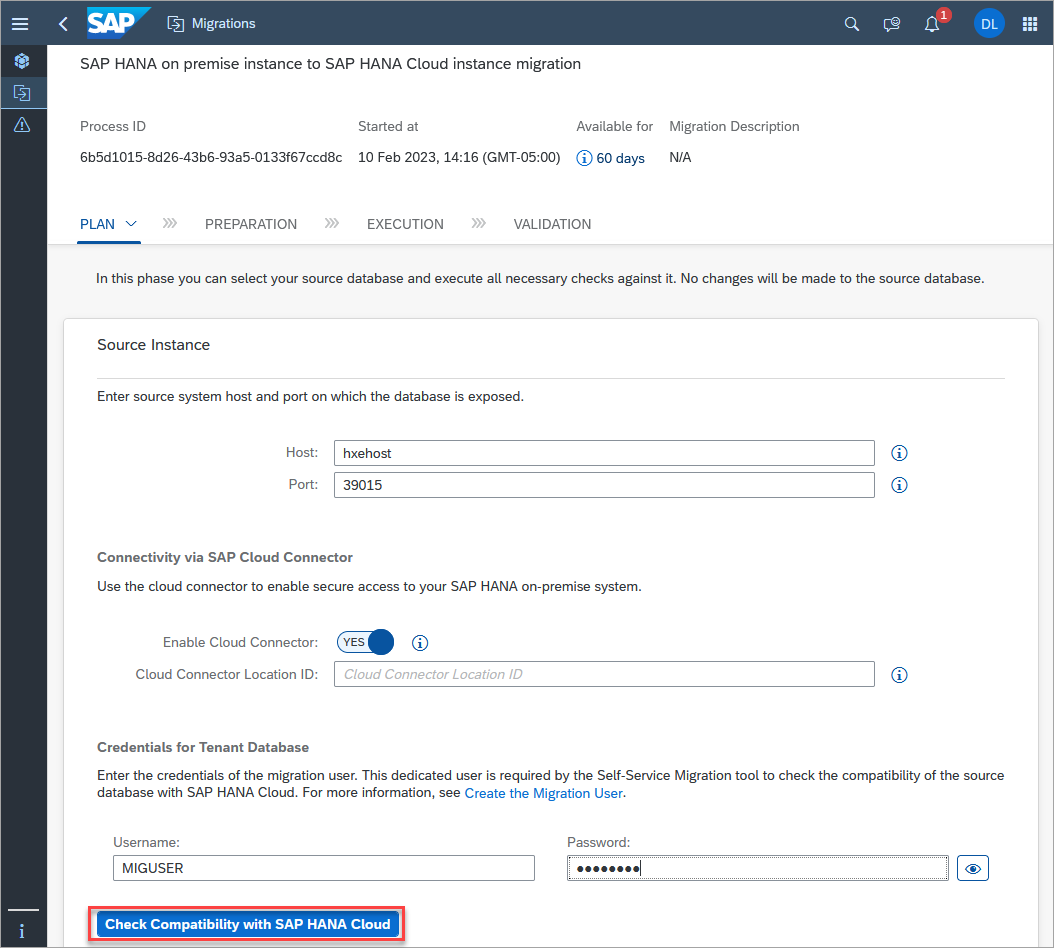 SAP Migrations 1 DL
SAP HANA on premise instance to SAP HANA Cloud instance migration
Process ID Started at Available for Migration Description
6b5d1015-8d26-43b6-93a5-0133f67ccd8c 10 Feb 2023, 14:16 (GMT-05:00) 60 days N/A
PLAN PREPARATION EXECUTION VALIDATION
In this phase you can select your source database and execute all necessary checks against it. No changes will be made to the source database.
Source Instance
Enter source system host and port on which the database is exposed.
Host: hxehost
Port: 39015
Connectivity via SAP Cloud Connector
Use the cloud connector to enable secure access to your SAP HANA on-premise system.
Enable Cloud Connector: YES
Cloud Connector Location ID: Cloud Connector Location ID
Credentials for Tenant Database
Enter the credentials of the migration user. This dedicated user is required by the Self-Service Migration tool to check the compatibility of the source
database with SAP HANA Cloud. For more information, see Create the Migration User.
Username: Password:
MIGUSER ••••••••
Check Compatibility with SAP HANA Cloud